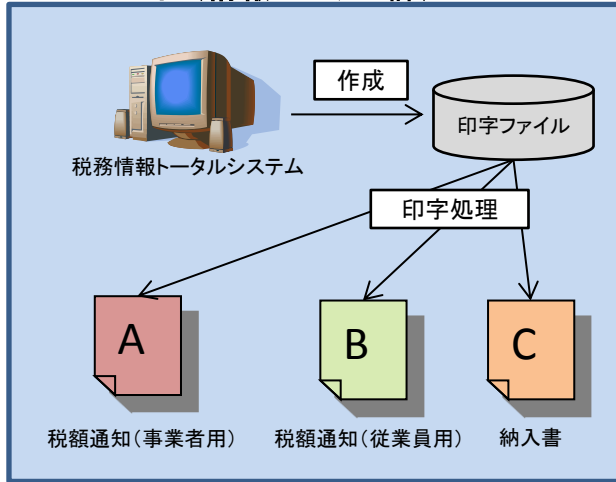 作成
印字ファイル
税務情報トータルシステム
印字処理
A
B
C
税額通知(事業者用)
税額通知(従業員用)
納入書